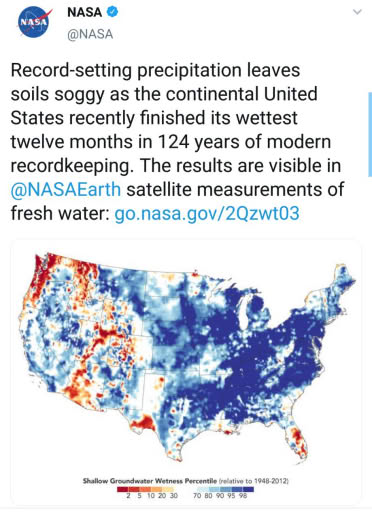 NASA
NASA
@NASA
Record-setting precipitation leaves
soils soggy as the continental United
States recently finished its wettest
twelve months in 124 years of modern
recordkeeping. The results are visible in
@NASAEarth satellite measurements of
fresh water: go.nasa.gov/2Qzwt03
Shallow Groundwater Wetness Percentile (relative to 1948-2012)
2 5 10 20 30 70 80 90 95 98